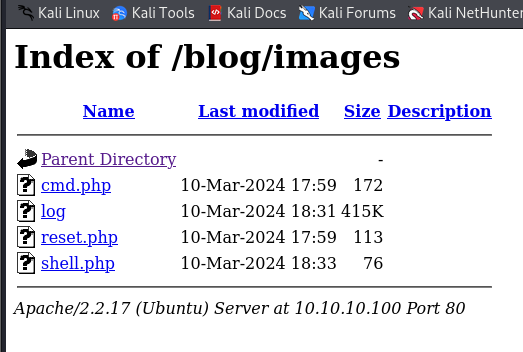 Kali Linux Kali Tools Kali Docs Kali Forums Kali NetHunter
Index of /blog/images
Name Last modified Size Description
Parent Directory -
cmd.php 10-Mar-2024 17:59 172
log 10-Mar-2024 18:31 415K
reset.php 10-Mar-2024 17:59 113
shell.php 10-Mar-2024 18:33 76
Apache/2.2.17 (Ubuntu) Server at 10.10.10.100 Port 80